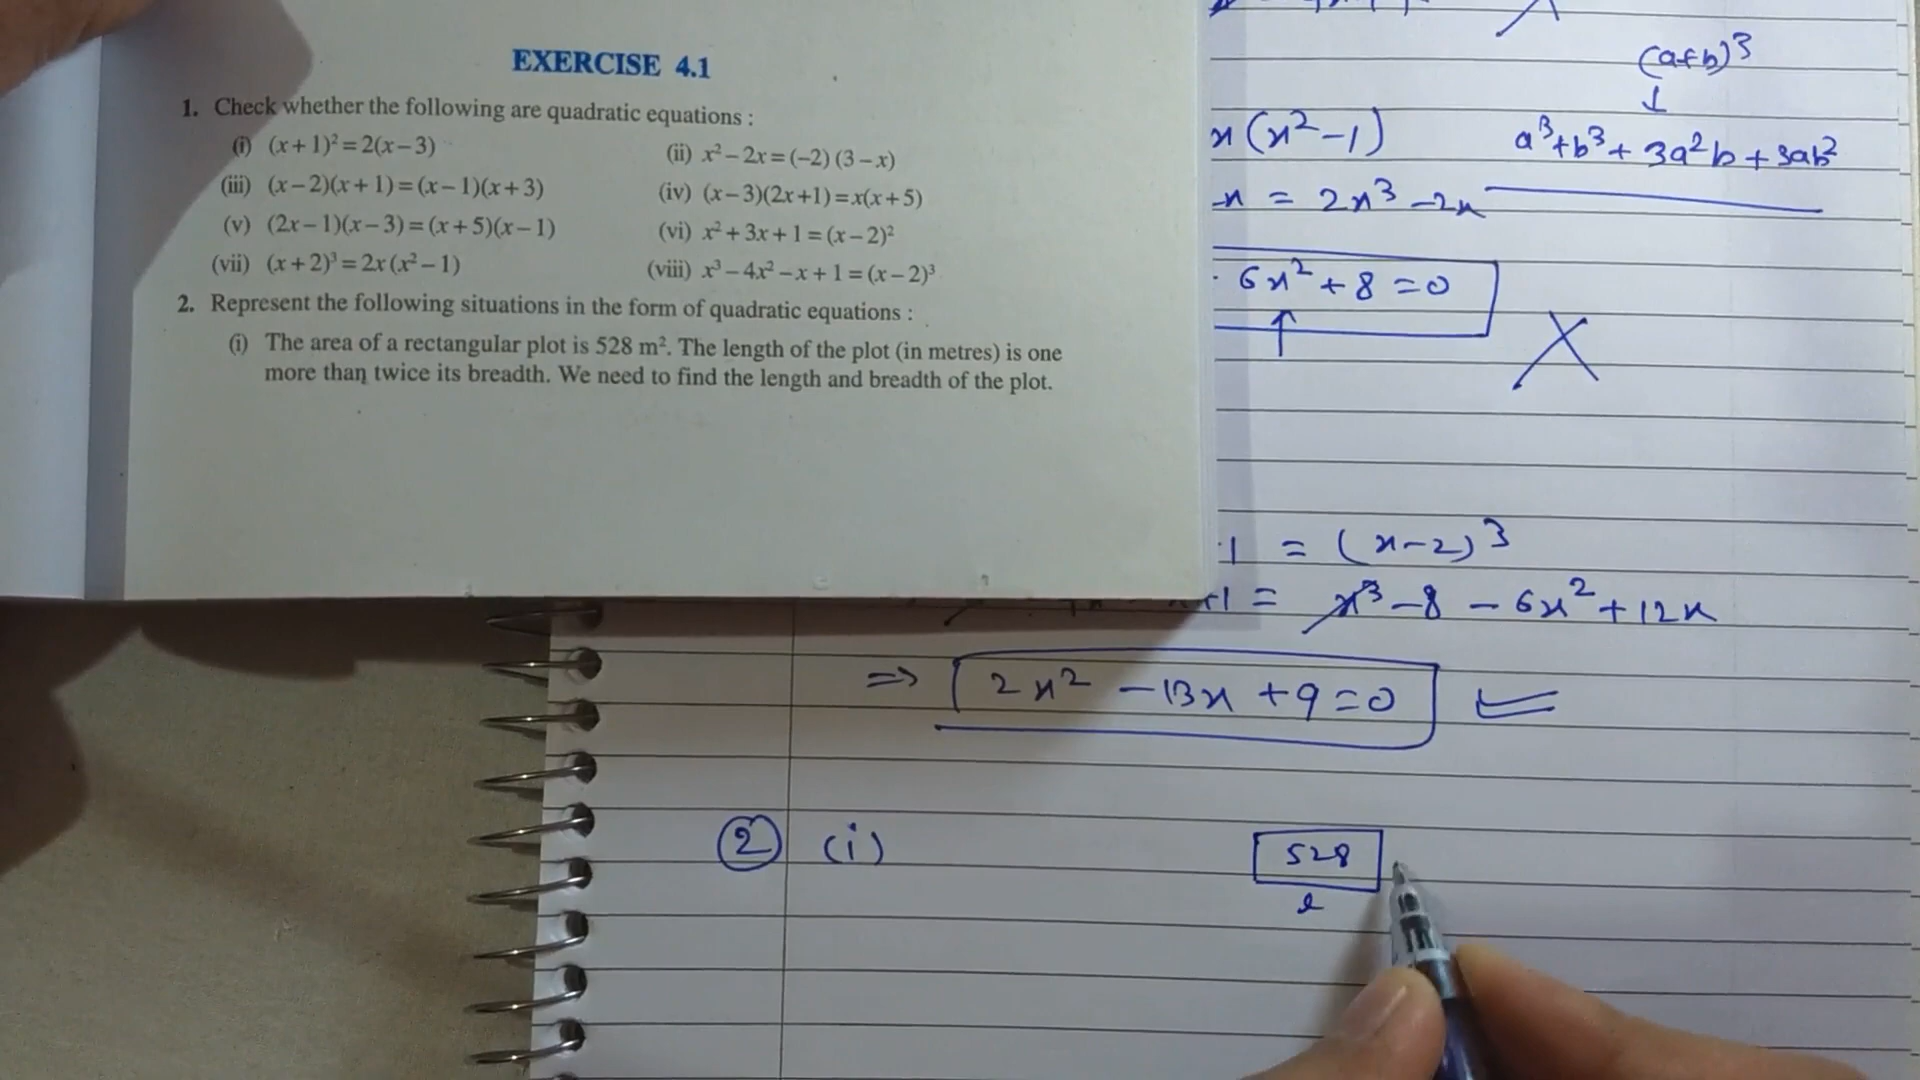 EXERCISE 4.1
1. Check whether the following are quadratic equations :
(i) (x + 1)² = 2(x – 3)
(ii) x² – 2x = (–2) (3 – x)
(iii) (x – 2)(x + 1) = (x – 1)(x + 3)
(iv) (x – 3)(2x +1) = x(x + 5)
(v) (2x – 1)(x – 3) = (x + 5)(x – 1)
(vi) x² + 3x + 1 = (x – 2)²
(vii) (x + 2)³ = 2x (x² – 1)
(viii) x³ – 4x² – x + 1 = (x – 2)³
2. Represent the following situations in the form of quadratic equations :
(i) The area of a rectangular plot is 528 m². The length of the plot (in metres) is one
more than twice its breadth. We need to find the length and breadth of the plot.
(a+b)³
↓
x(x²-1)
a³+b³+3a²b+3ab²
x = 2x³-2x
6x²+8=0
↑
1 = (x-2)³
+1 = x³-8-6x²+12x
=> 2x²-13x+9=0
② (i)
528
l